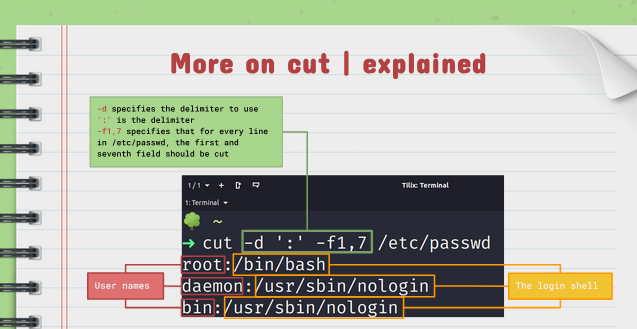 More on cut | explained
-d specifies the delimiter to use
':' is the delimiter
-f1,7 specifies that for every line
in /etc/passwd, the first and
seventh field should be cut
1/1
Tilix: Terminal
1: Terminal
~
cut -d ':' -f1,7 /etc/passwd
root:/bin/bash
daemon:/usr/sbin/nologin
bin:/usr/sbin/nologin
User names
The login shell